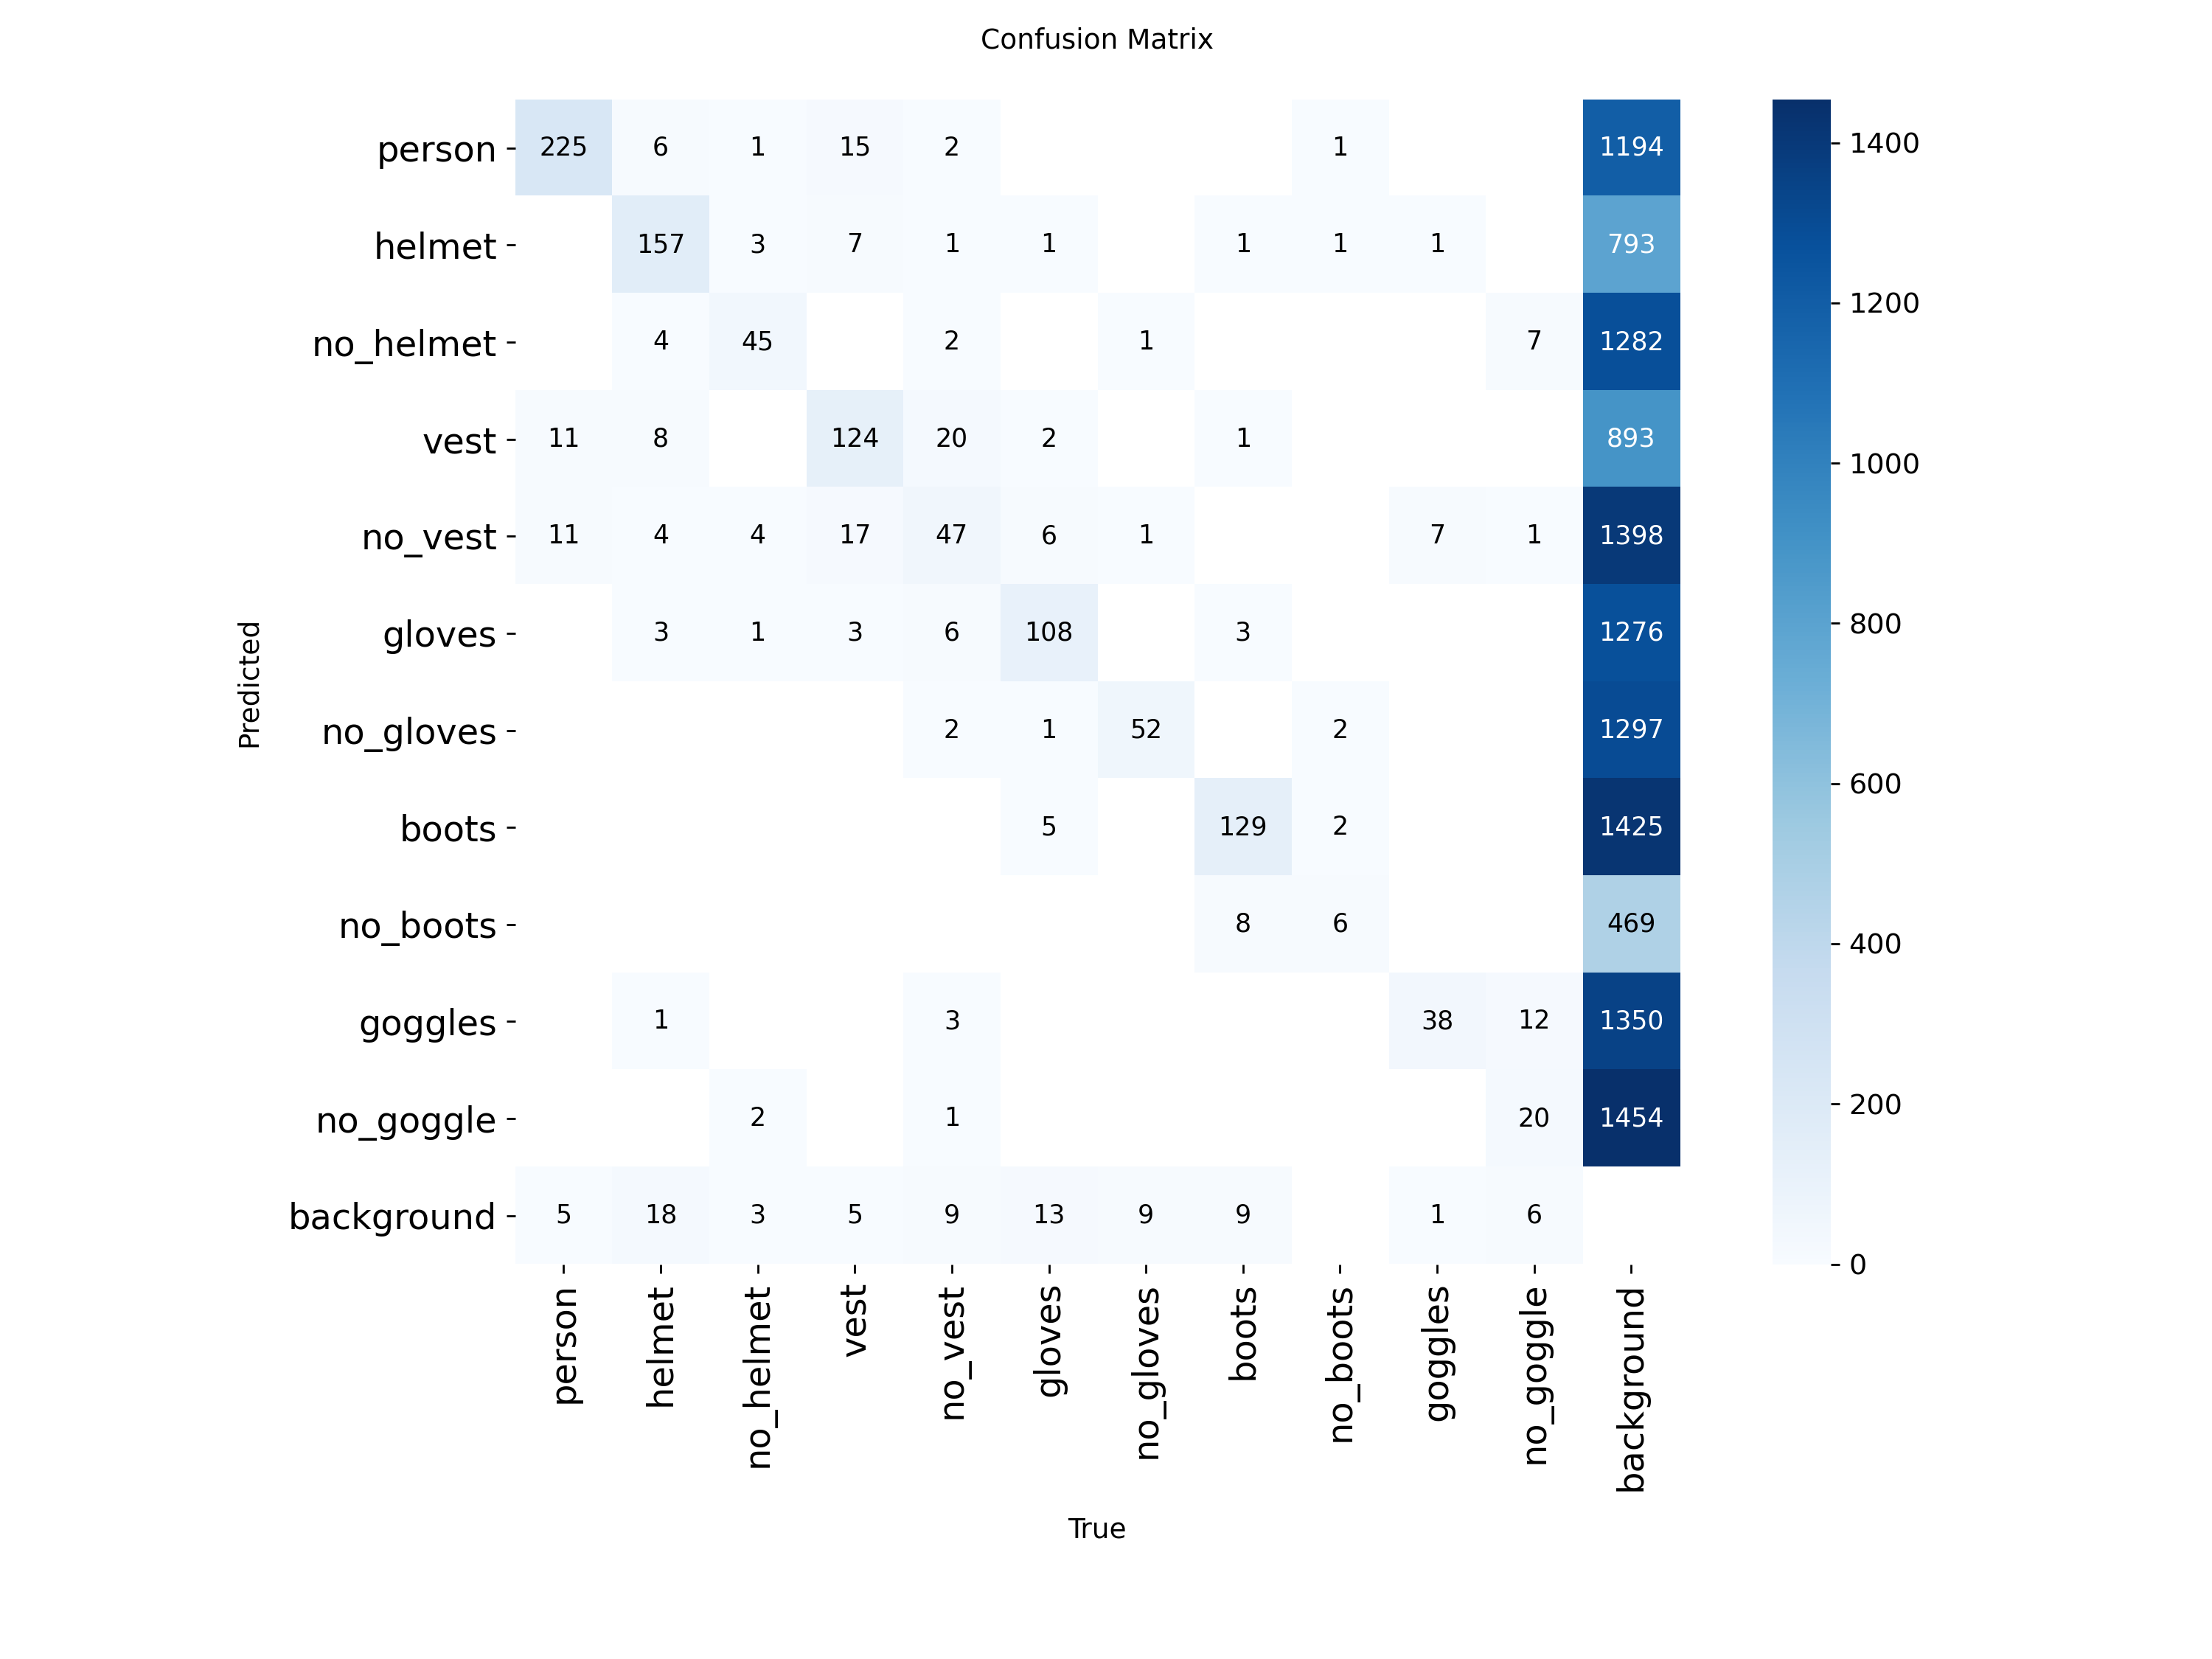 Confusion Matrix
person 225 6 1 15 2 1 1194
helmet 157 3 7 1 1 1 1 1 793
no_helmet 4 45 2 1 7 1282
vest 11 8 124 20 2 1 893
no_vest 11 4 4 17 47 6 1 7 1 1398
gloves 3 1 3 6 108 3 1276
no_gloves 2 1 52 2 1297
boots 5 129 2 1425
no_boots 8 6 469
goggles 1 3 38 12 1350
no_goggle 2 1 20 1454
background 5 18 3 5 9 13 9 9 1 6
Predicted
person helmet no_helmet vest no_vest gloves no_gloves boots no_boots goggles no_goggle background
True
1400
1200
1000
800
600
400
200
0